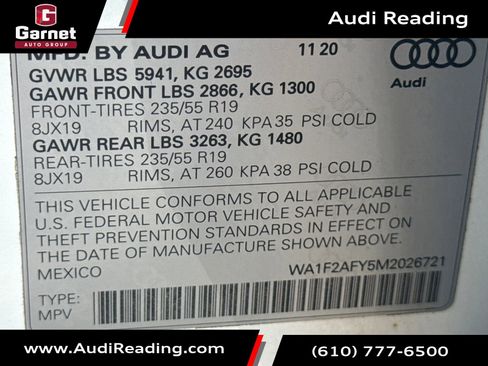 Garnet
AUTO GROUP
Audi Reading
MFD. BY AUDI AG 11 20
GVWR LBS 5941, KG 2695
GAWR FRONT LBS 2866, KG 1300
Audi
FRONT-TIRES 235/55 R19
8JX19 RIMS, AT 240 KPA 35 PSI COLD
GAWR REAR LBS 3263, KG 1480
REAR-TIRES 235/55 R19
8JX19 RIMS, AT 260 KPA 38 PSI COLD
THIS VEHICLE CONFORMS TO ALL APPLICABLE
U.S. FEDERAL MOTOR VEHICLE SAFETY AND
THEFT PREVENTION STANDARDS IN EFFECT ON
THE DATE OF MANUFACTURE SHOWN ABOVE.
MEXICO
WA1F2AFY5M2026721
TYPE:
MPV
www.AudiReading.com
(610) 777-6500